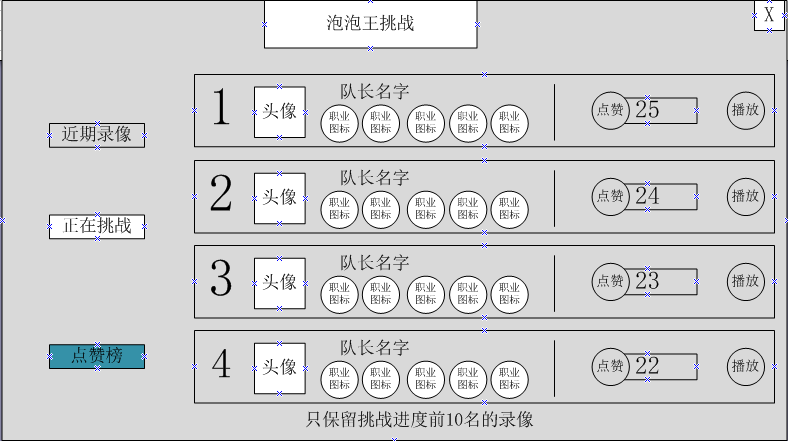 泡泡王挑战
X
近期录像
正在挑战
点赞榜
1
头像
队长名字
职业图标 职业图标 职业图标 职业图标 职业图标
点赞 25
播放
2
头像
队长名字
职业图标 职业图标 职业图标 职业图标 职业图标
点赞 24
播放
3
头像
队长名字
职业图标 职业图标 职业图标 职业图标 职业图标
点赞 23
播放
4
头像
队长名字
职业图标 职业图标 职业图标 职业图标 职业图标
点赞 22
播放
只保留挑战进度前10名的录像